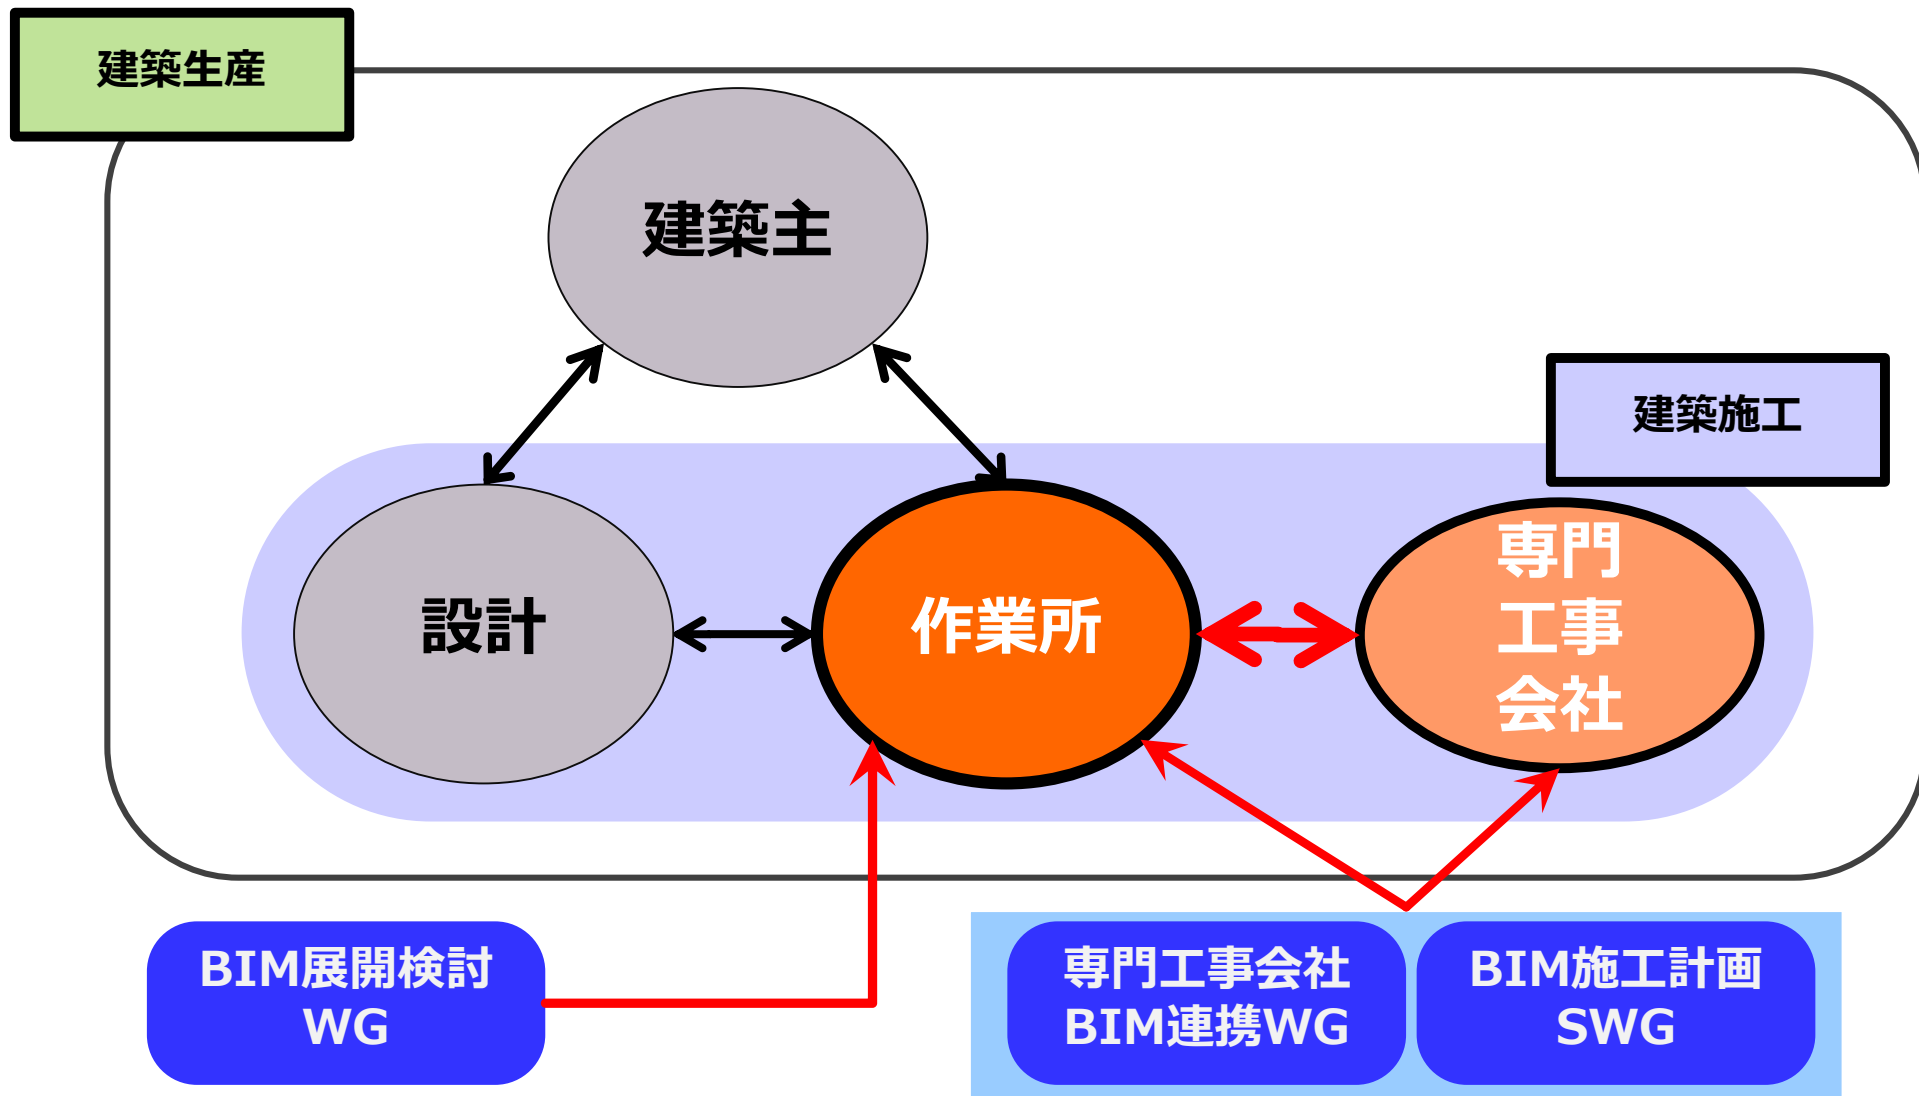 建築生産
建築主
建築施工
設計
作業所
専門
工事
会社
BIM展開検討
WG
専門工事会社
BIM連携WG
BIM施工計画
SWG